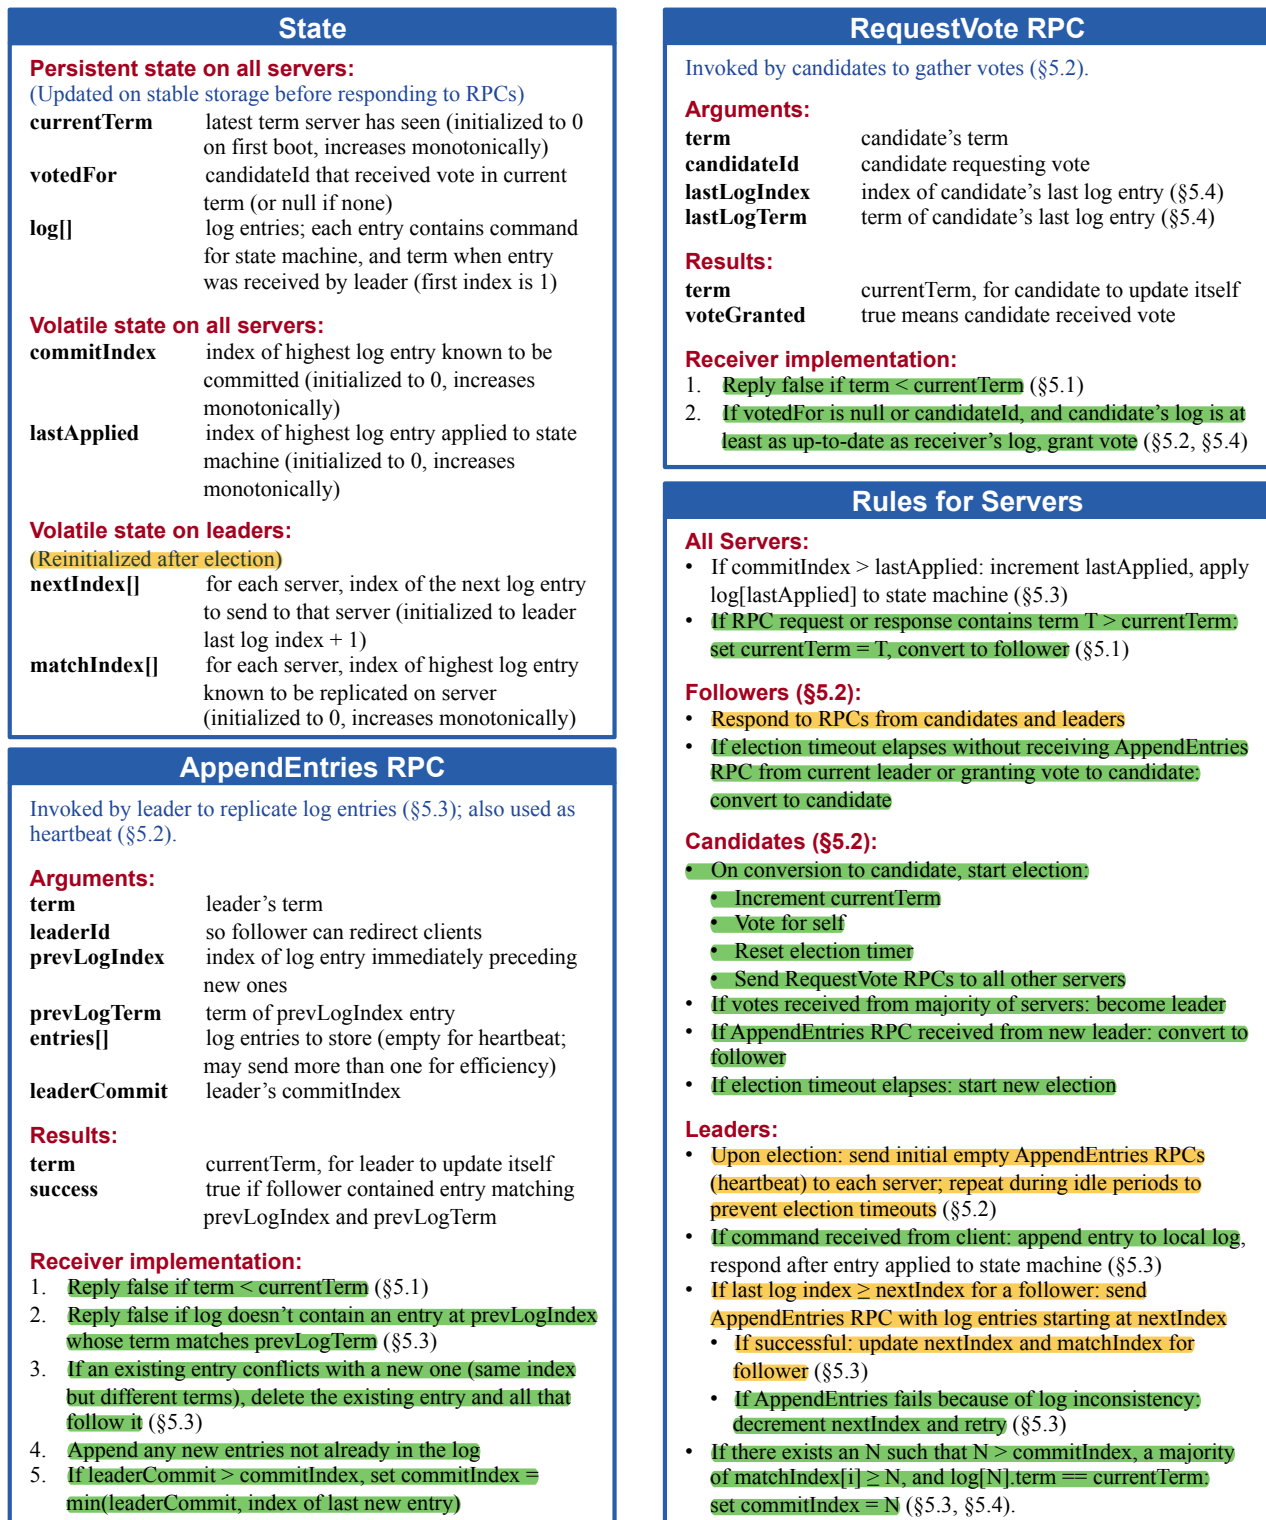 State
Persistent state on all servers:
(Updated on stable storage before responding to RPCs)
currentTerm latest term server has seen (initialized to 0
on first boot, increases monotonically)
votedFor candidateId that received vote in current
term (or null if none)
log[] log entries; each entry contains command
for state machine, and term when entry
was received by leader (first index is 1)
Volatile state on all servers:
commitIndex index of highest log entry known to be
committed (initialized to 0, increases
monotonically)
lastApplied index of highest log entry applied to state
machine (initialized to 0, increases
monotonically)
Volatile state on leaders:
(Reinitialized after election)
nextIndex[] for each server, index of the next log entry
to send to that server (initialized to leader
last log index + 1)
matchIndex[] for each server, index of highest log entry
known to be replicated on server
(initialized to 0, increases monotonically)
AppendEntries RPC
Invoked by leader to replicate log entries (§5.3); also used as
heartbeat (§5.2).
Arguments:
term leader's term
leaderId so follower can redirect clients
prevLogIndex index of log entry immediately preceding
new ones
prevLogTerm term of prevLogIndex entry
entries[] log entries to store (empty for heartbeat;
may send more than one for efficiency)
leaderCommit leader's commitIndex
Results:
term currentTerm, for leader to update itself
success true if follower contained entry matching
prevLogIndex and prevLogTerm
Receiver implementation:
1. Reply false if term < currentTerm (§5.1)
2. Reply false if log doesn't contain an entry at prevLogIndex
whose term matches prevLogTerm (§5.3)
3. If an existing entry conflicts with a new one (same index
but different terms), delete the existing entry and all that
follow it (§5.3)
4. Append any new entries not already in the log
5. If leaderCommit > commitIndex, set commitIndex =
min(leaderCommit, index of last new entry)
RequestVote RPC
Invoked by candidates to gather votes (§5.2).
Arguments:
term candidate's term
candidateId candidate requesting vote
lastLogIndex index of candidate's last log entry (§5.4)
lastLogTerm term of candidate's last log entry (§5.4)
Results:
term currentTerm, for candidate to update itself
voteGranted true means candidate received vote
Receiver implementation:
1. Reply false if term < currentTerm (§5.1)
2. If votedFor is null or candidateId, and candidate's log is at
least as up-to-date as receiver's log, grant vote (§5.2, §5.4)
Rules for Servers
All Servers:
• If commitIndex > lastApplied: increment lastApplied, apply
log[lastApplied] to state machine (§5.3)
• If RPC request or response contains term T > currentTerm:
set currentTerm = T, convert to follower (§5.1)
Followers (§5.2):
• Respond to RPCs from candidates and leaders
• If election timeout elapses without receiving AppendEntries
RPC from current leader or granting vote to candidate:
convert to candidate
Candidates (§5.2):
• On conversion to candidate, start election:
• Increment currentTerm
• Vote for self
• Reset election timer
• Send RequestVote RPCs to all other servers
• If votes received from majority of servers: become leader
• If AppendEntries RPC received from new leader: convert to
follower
• If election timeout elapses: start new election
Leaders:
• Upon election: send initial empty AppendEntries RPCs
(heartbeat) to each server; repeat during idle periods to
prevent election timeouts (§5.2)
• If command received from client: append entry to local log,
respond after entry applied to state machine (§5.3)
• If last log index ≥ nextIndex for a follower: send
AppendEntries RPC with log entries starting at nextIndex
• If successful: update nextIndex and matchIndex for
follower (§5.3)
• If AppendEntries fails because of log inconsistency:
decrement nextIndex and retry (§5.3)
• If there exists an N such that N > commitIndex, a majority
of matchIndex[i] ≥ N, and log[N].term == currentTerm:
set commitIndex = N (§5.3, §5.4).